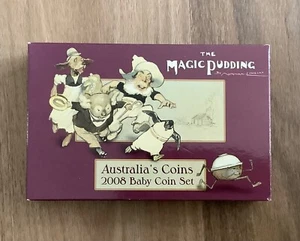 THE
MAGIC PUDDING
Australia's Coins
2008 Baby Coin Set